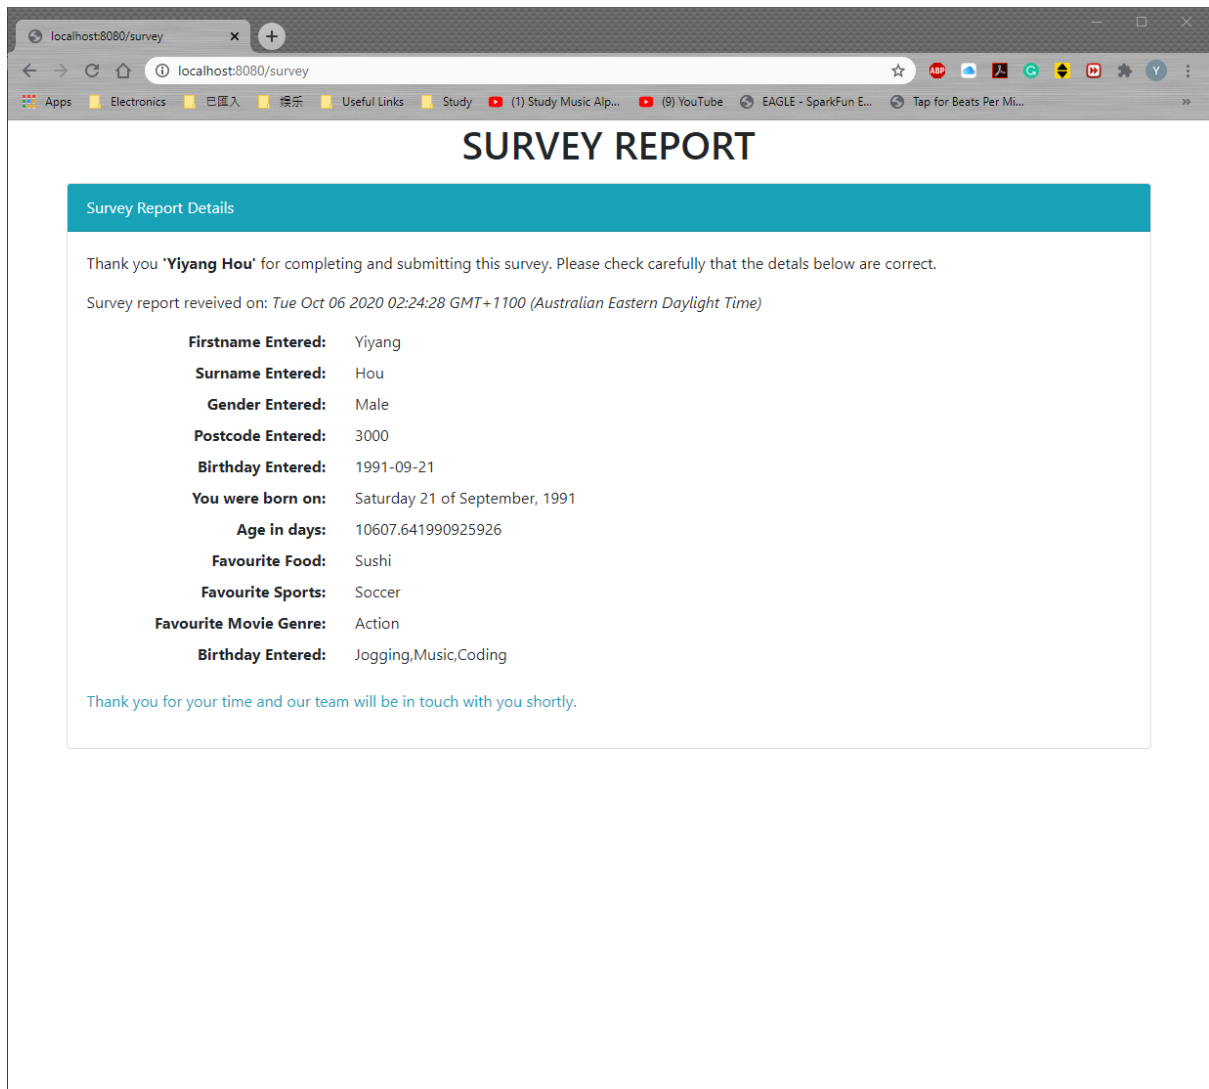 localhost:8080/survey
localhost:8080/survey
ABP
Y
Apps Electronics 已匯入 娱乐 Useful Links Study (1) Study Music Alp... (9) YouTube EAGLE - SparkFun E... Tap for Beats Per Mi... »
SURVEY REPORT
Survey Report Details
Thank you 'Yiyang Hou' for completing and submitting this survey. Please check carefully that the detals below are correct.
Survey report reveived on: Tue Oct 06 2020 02:24:28 GMT+1100 (Australian Eastern Daylight Time)
Firstname Entered: Yiyang
Surname Entered: Hou
Gender Entered: Male
Postcode Entered: 3000
Birthday Entered: 1991-09-21
You were born on: Saturday 21 of September, 1991
Age in days: 10607.641990925926
Favourite Food: Sushi
Favourite Sports: Soccer
Favourite Movie Genre: Action
Birthday Entered: Jogging,Music,Coding
Thank you for your time and our team will be in touch with you shortly.